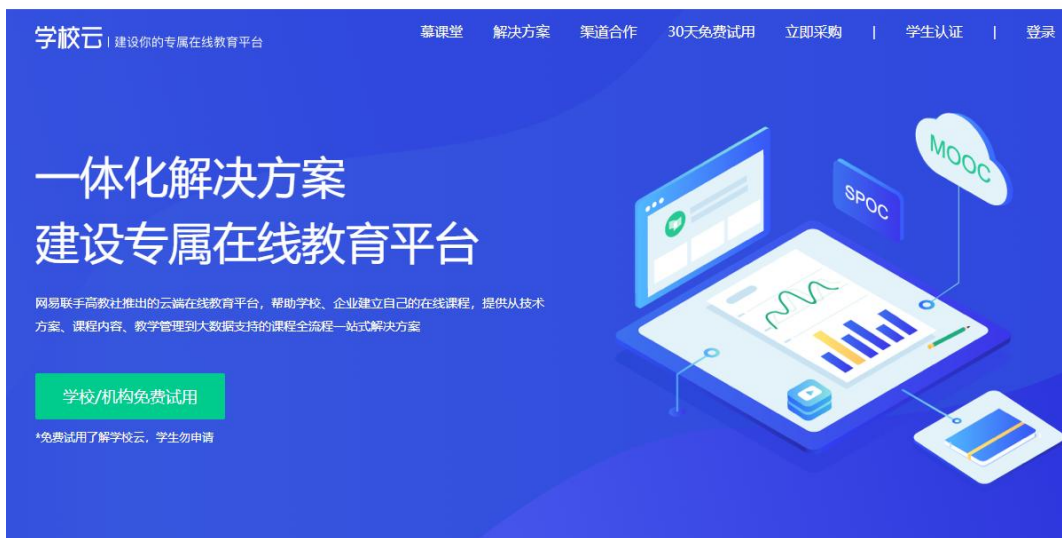 学校云 | 建设你的专属在线教育平台
慕课堂 解决方案 渠道合作 30天免费试用 立即采购 | 学生认证 | 登录
一体化解决方案
建设专属在线教育平台
网易联手高教社推出的云端在线教育平台，帮助学校、企业建立自己的在线课程，提供从技术
方案、课程内容、教学管理到大数据支持的课程全流程一站式解决方案
学校/机构免费试用
*免费试用了解学校云，学生勿申请
MOOC
SPOC